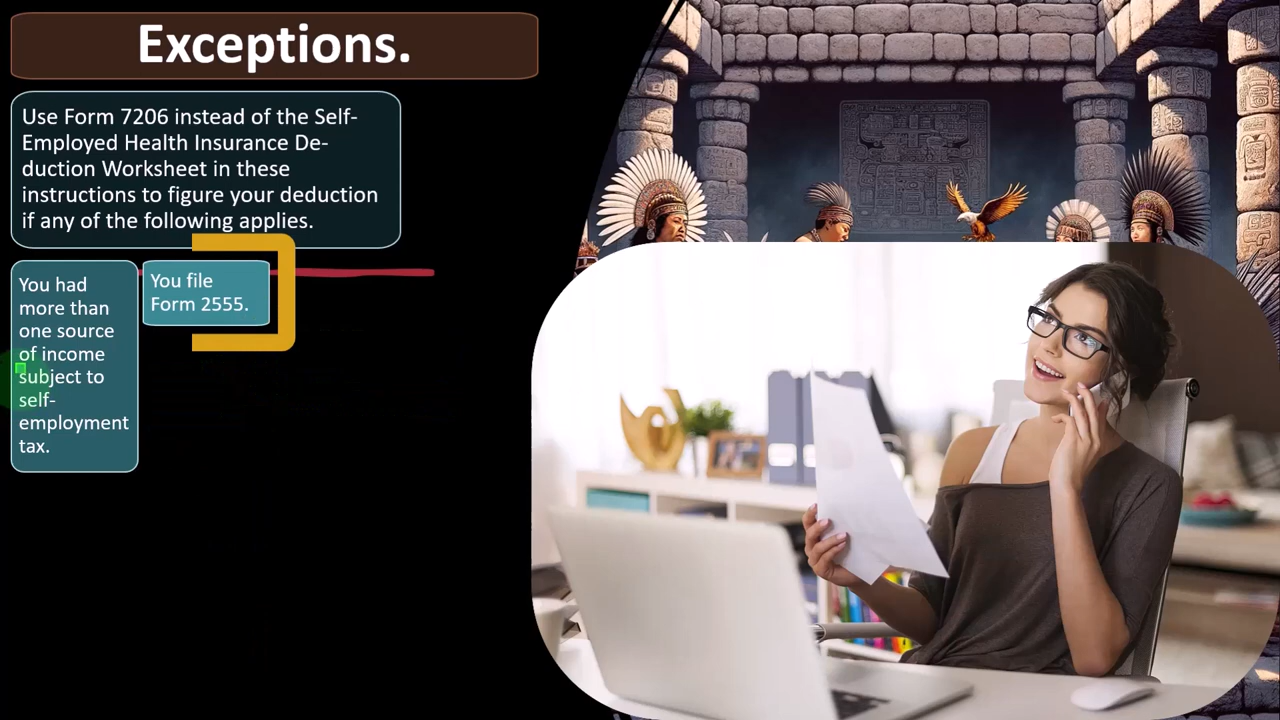 Exceptions.
Use Form 7206 instead of the Self-
Employed Health Insurance De-
duction Worksheet in these
instructions to figure your deduction
if any of the following applies.
You had
more than
one source
of income
subject to
self-
employment
tax.
You file
Form 2555.